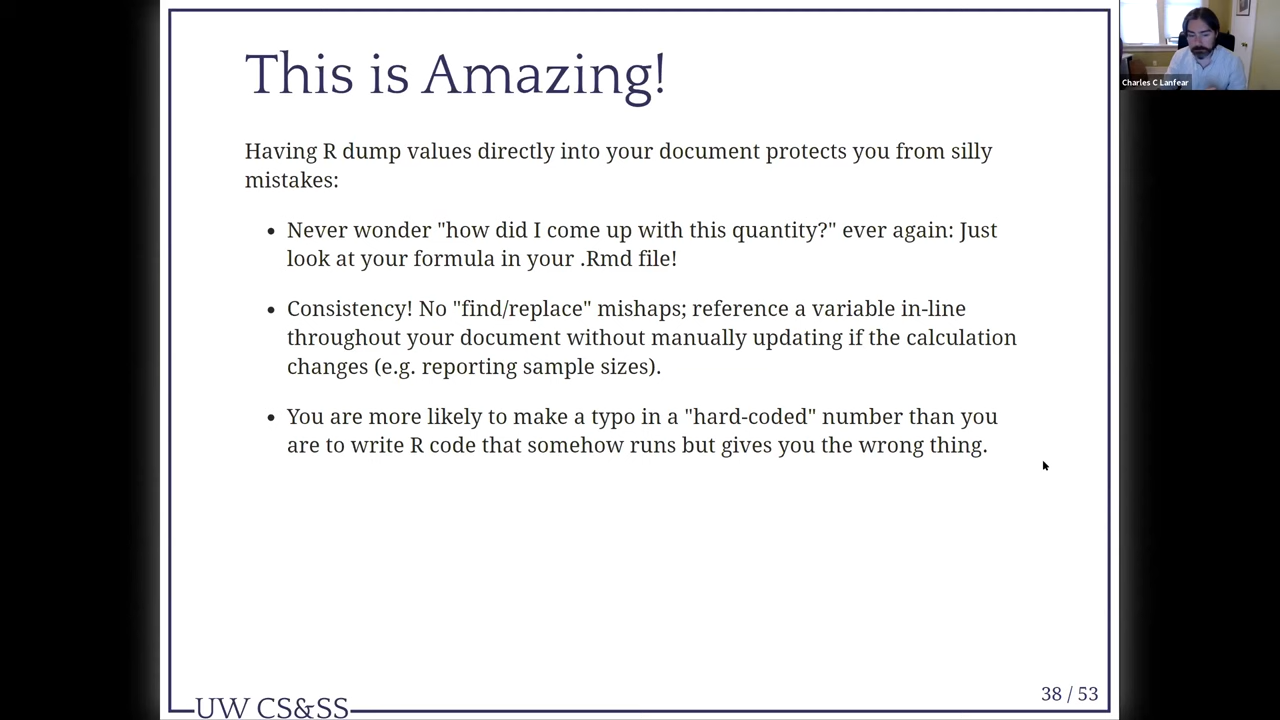 This is Amazing!
Charles C Lanfear
Having R dump values directly into your document protects you from silly
mistakes:
• Never wonder "how did I come up with this quantity?" ever again: Just
look at your formula in your .Rmd file!
• Consistency! No "find/replace" mishaps; reference a variable in-line
throughout your document without manually updating if the calculation
changes (e.g. reporting sample sizes).
• You are more likely to make a typo in a "hard-coded" number than you
are to write R code that somehow runs but gives you the wrong thing.
38 / 53
UW CS&SS